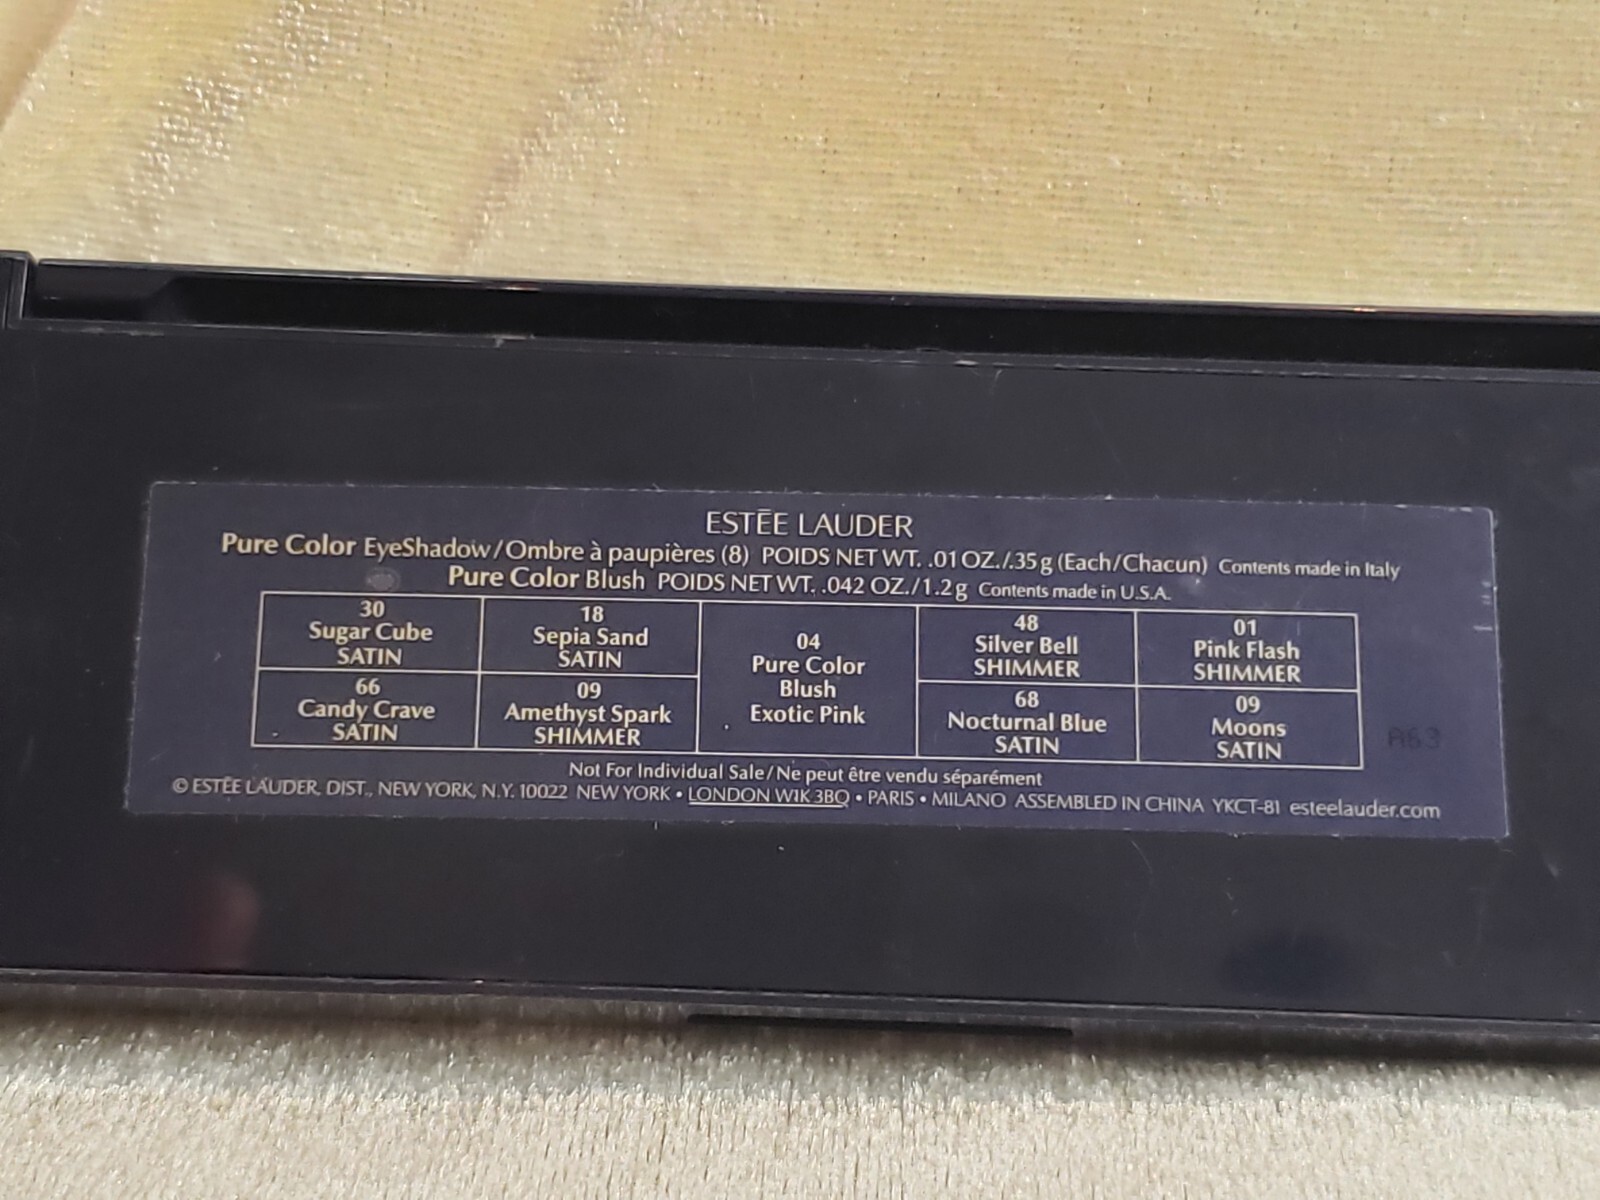 ESTĒE LAUDER
Pure Color EyeShadow/Ombre à paupières (8) POIDS NET WT. .01 OZ./.35g (Each/Chacun) Contents made in Italy
Pure Color Blush POIDS NET WT. .042 OZ./1.2g Contents made in U.S.A.
30
Sugar Cube
SATIN
18
Sepia Sand
SATIN
04
Pure Color
Blush
Exotic Pink
48
Silver Bell
SHIMMER
01
Pink Flash
SHIMMER
66
Candy Crave
SATIN
09
Amethyst Spark
SHIMMER
68
Nocturnal Blue
SATIN
09
Moons
SATIN
A63
Not For Individual Sale/Ne peut être vendu séparément
© ESTĒE LAUDER, DIST., NEW YORK, N.Y. 10022 NEW YORK • LONDON W1K 3BQ • PARIS • MILANO ASSEMBLED IN CHINA YKCT-81 esteelauder.com